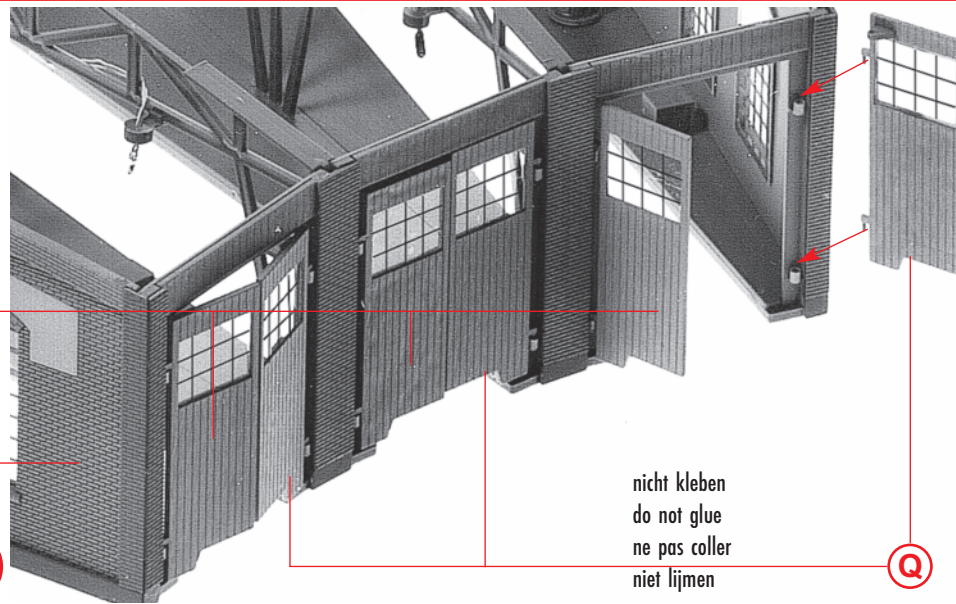 nicht kleben
do not glue
ne pas coller
niet lijmen
Q